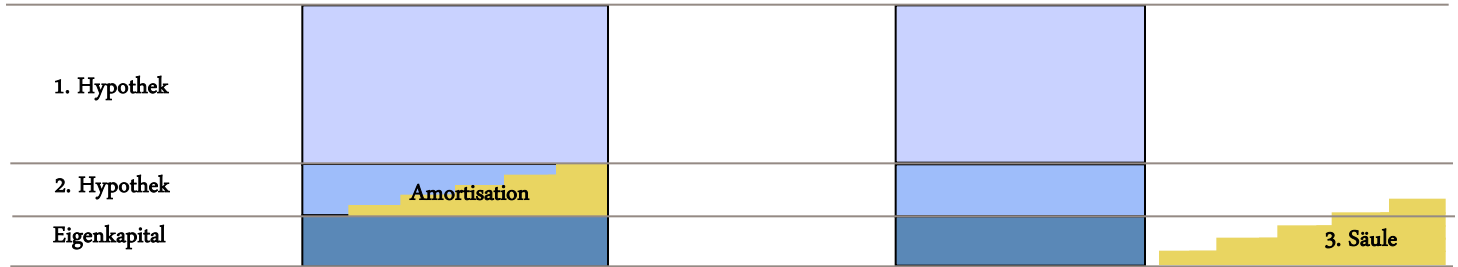 1. Hypothek
2. Hypothek
Amortisation
Eigenkapital
3. Säule